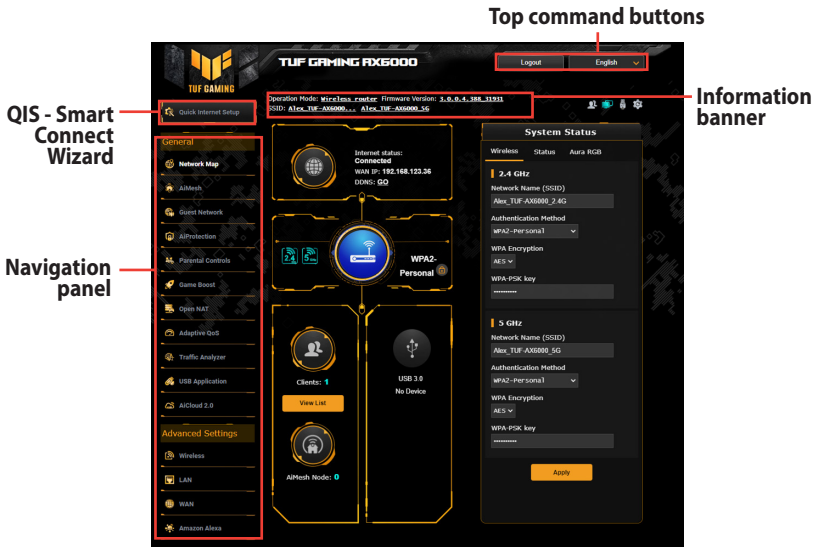 Top command buttons
TUF GAMING
TUF GAMING AX6000
Logout
English
QIS - Smart
Connect
Wizard
Quick Internet Setup
Operation Mode: Wireless router Firmware Version: 3.0.0.4.388_31931
SSID: Alex_TUF-AX6000... Alex_TUF-AX6000_5G
Information
banner
Navigation
panel
General
Network Map
AiMesh
Guest Network
AiProtection
Parental Controls
Game Boost
Open NAT
Adaptive QoS
Traffic Analyzer
USB Application
AiCloud 2.0
Advanced Settings
Wireless
LAN
WAN
Amazon Alexa
Internet status:
Connected
WAN IP: 192.168.123.36
DDNS: GO
2.4 GHz
5 GHz
WPA2-
Personal
Clients: 1
View List
AiMesh Node: 0
USB 3.0
No Device
System Status
Wireless Status Aura RGB
2.4 GHz
Network Name (SSID)
Alex_TUF-AX6000_2.4G
Authentication Method
WPA2-Personal
WPA Encryption
AES
WPA-PSK key
••••••••••
5 GHz
Network Name (SSID)
Alex_TUF-AX6000_5G
Authentication Method
WPA2-Personal
WPA Encryption
AES
WPA-PSK key
••••••••••
Apply